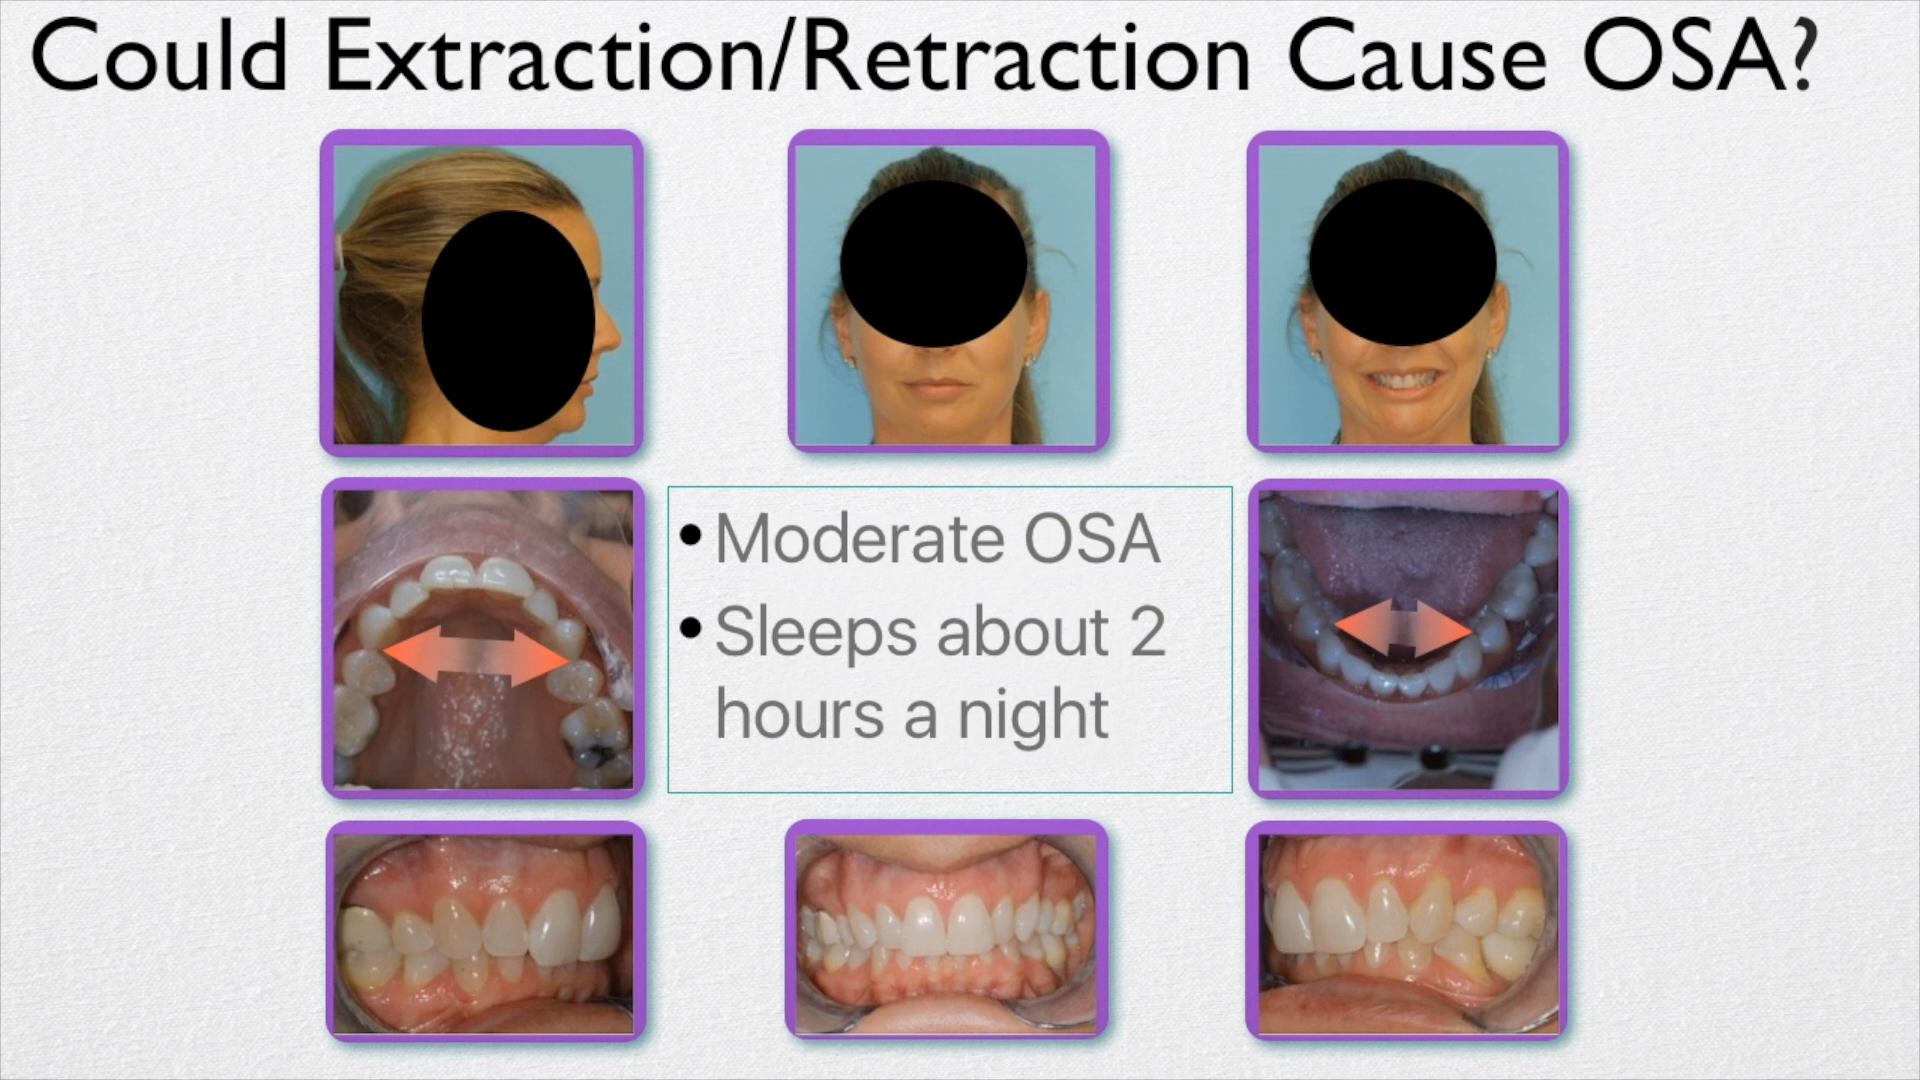 Could Extraction/Retraction Cause OSA?
• Moderate OSA
• Sleeps about 2
hours a night